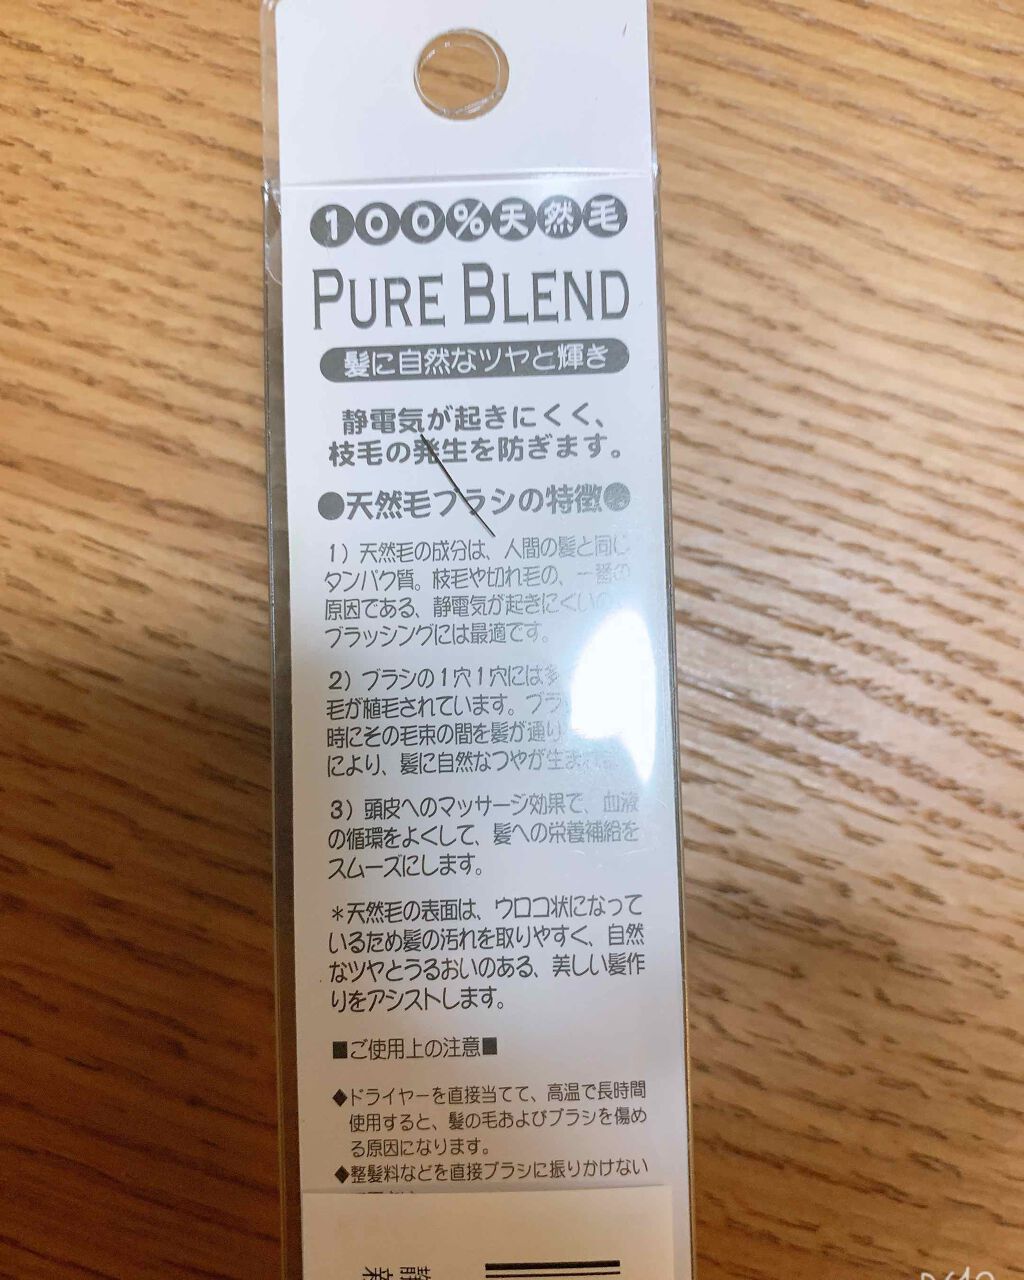 100%天然毛
PURE BLEND
髪に自然なツヤと輝き
静電気が起きにくく、
枝毛の発生を防ぎます。
●天然毛ブラシの特徴●
1）天然毛の成分は、人間の髪と同じ
タンパク質。枝毛や切れ毛の、一番の
原因である、静電気が起きにくいの
ブラッシングには最適です。
2）ブラシの1穴1穴には多
毛が植毛されています。ブラ
時にその毛束の間を髪が通り
により、髪に自然なつやが生まれ
3）頭皮へのマッサージ効果で、血液
の循環をよくして、髪への栄養補給を
スムーズにします。
＊天然毛の表面は、ウロコ状になって
いるため髪の汚れを取りやすく、自然
なツヤとうるおいのある、美しい髪作
りをアシストします。
■ご使用上の注意■
◆ドライヤーを直接当てて、高温で長時間
使用すると、髪の毛およびブラシを傷め
る原因になります。
◆整髪料などを直接ブラシに振りかけない